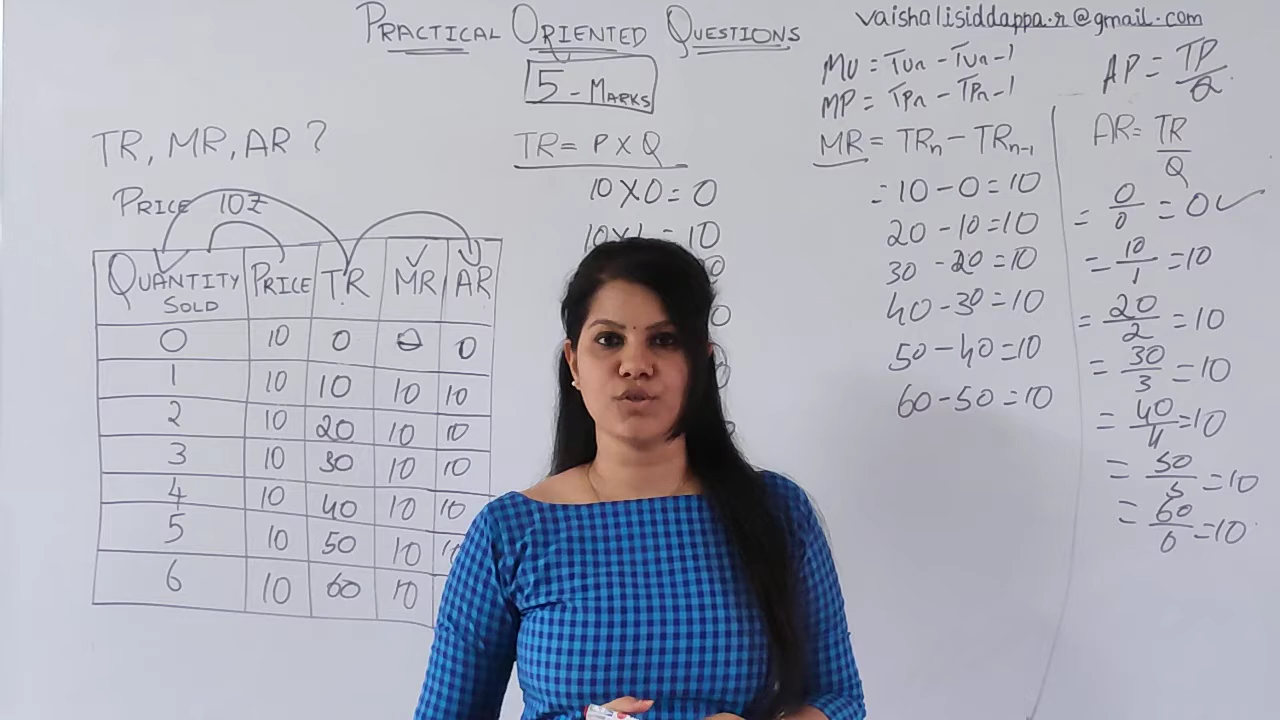 PRACTICAL ORIENTED QUESTIONS
5 - MARKS
vaishalisiddappa.r@gmail.com
MU = TUn - TUn-1
MP = TPn - TPn-1
AP = TP/Q
TR, MR, AR ?
PRICE 10₹
QUANTITY SOLD PRICE TR MR AR
0 10 0 0 0
1 10 10 10 10
2 10 20 10 10
3 10 30 10 10
4 10 40 10 10
5 10 50 10
6 10 60 10
TR = P X Q
10 X 0 = 0
= 10
MR = TRn - TRn-1
= 10 - 0 = 10
20 - 10 = 10
30 - 20 = 10
40 - 30 = 10
50 - 40 = 10
60 - 50 = 10
AR = TR/Q
= 0/0 = 0 ✓
= 10/1 = 10
= 20/2 = 10
= 30/3 = 10
= 40/4 = 10
= 50/5 = 10
= 60/6 = 10